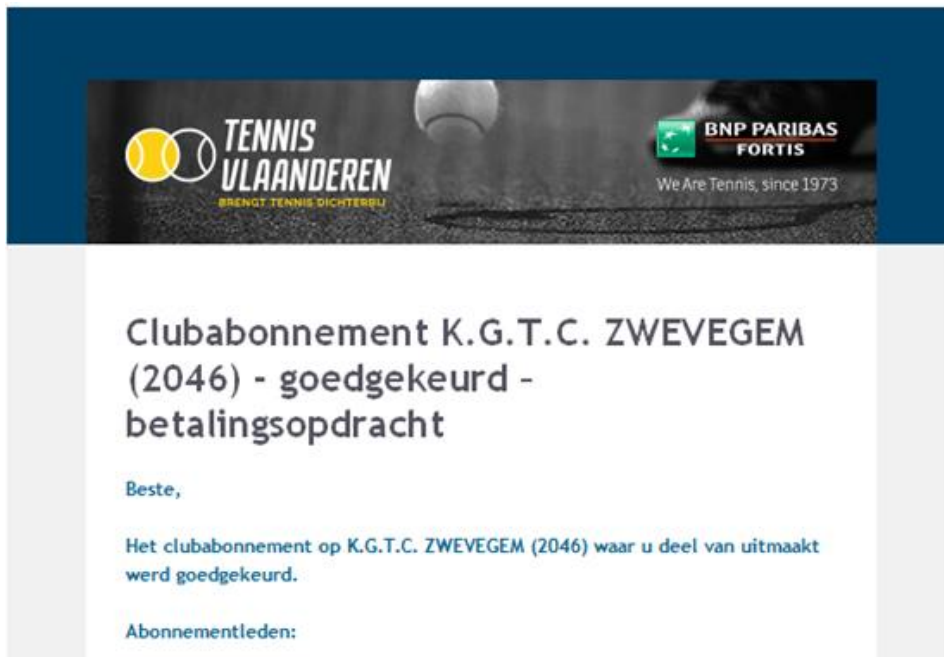 TENNIS
VLAANDEREN
BRENGT TENNIS DICHTERBIJ
BNP PARIBAS
FORTIS
We Are Tennis, since 1973
Clubabonnement K.G.T.C. ZWEVEGEM
(2046) - goedgekeurd –
betalingsopdracht
Beste,
Het clubabonnement op K.G.T.C. ZWEVEGEM (2046) waar u deel van uitmaakt
werd goedgekeurd.
Abonnementleden: